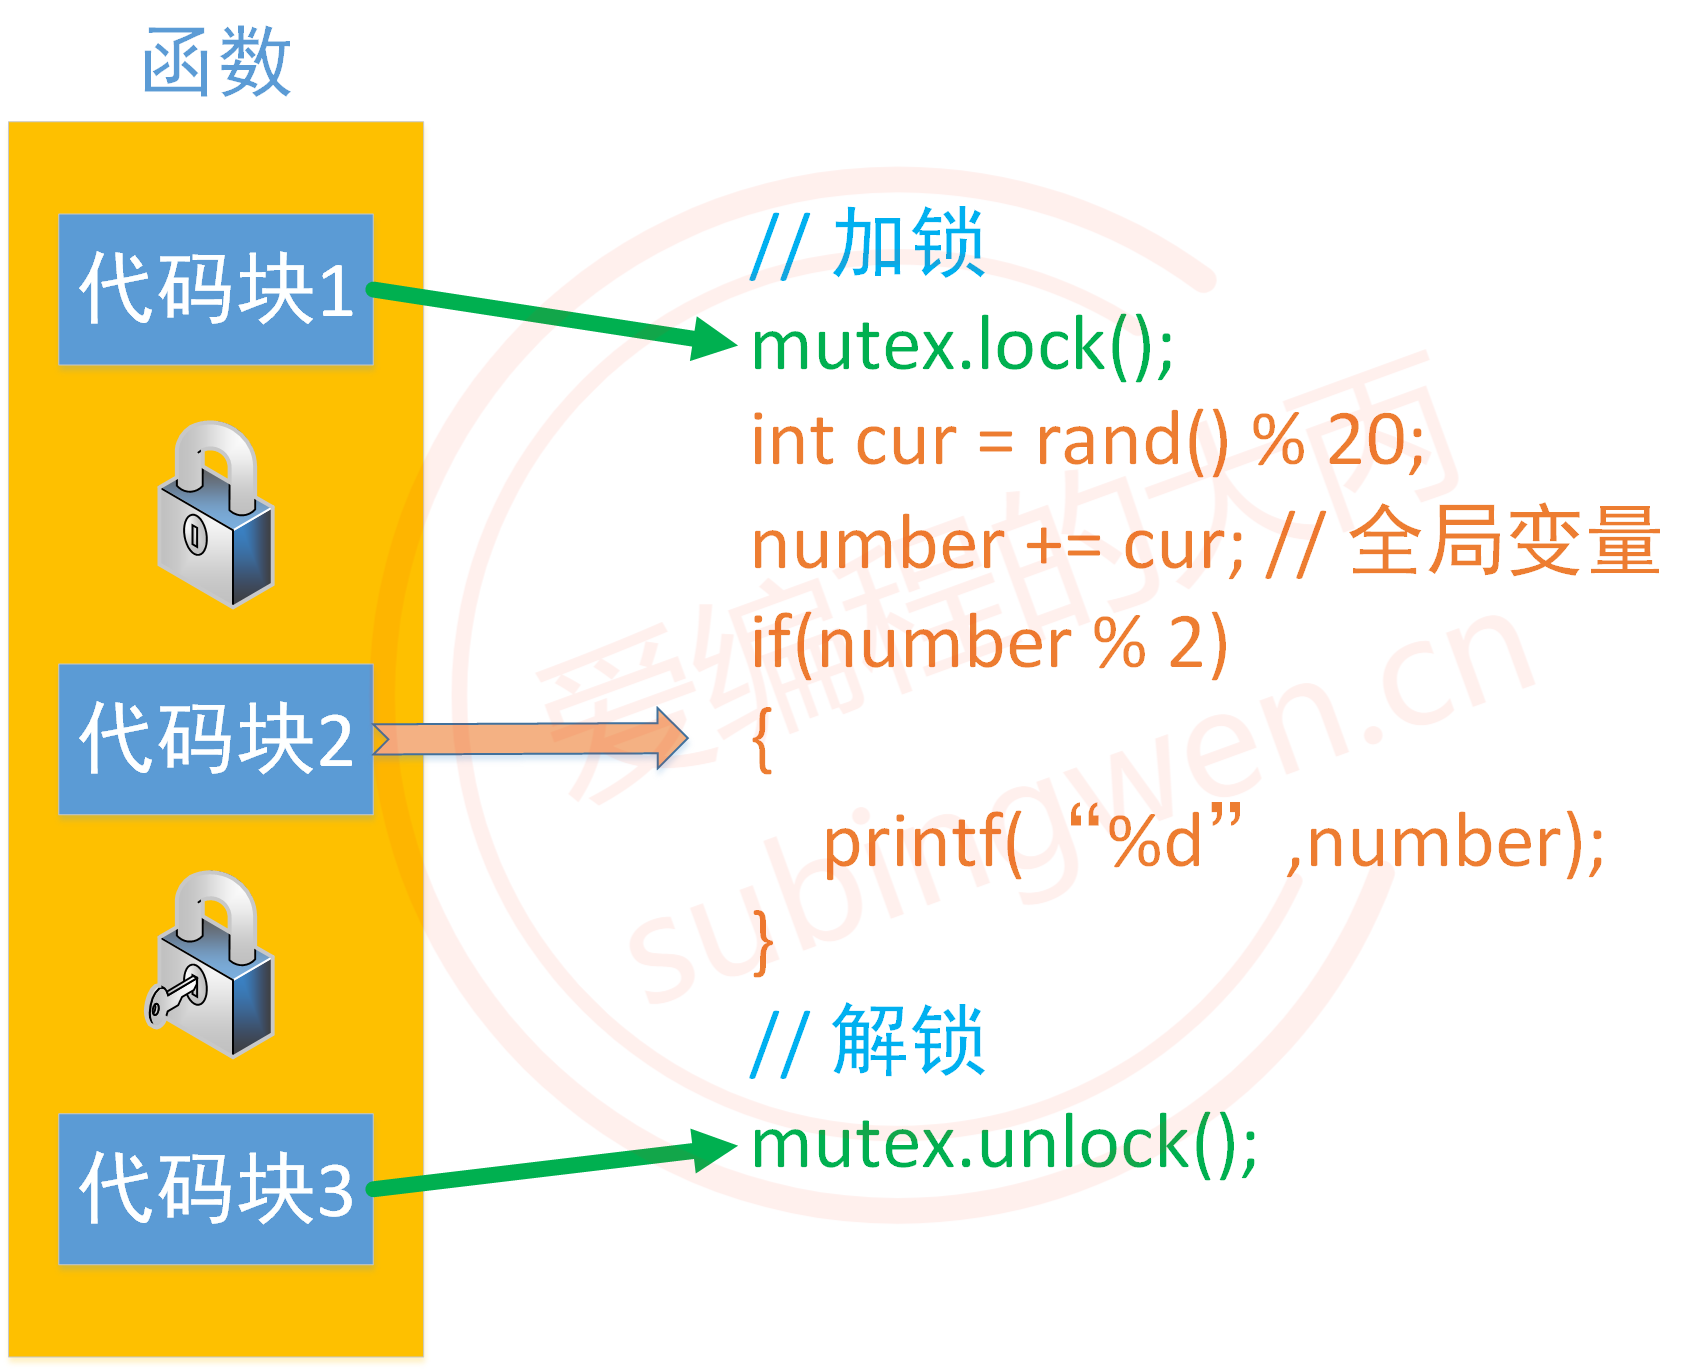 函数
代码块1
代码块2
代码块3
// 加锁
mutex.lock();
int cur = rand() % 20;
number += cur; // 全局变量
if(number % 2)
{
printf( “%d” ,number);
}
// 解锁
mutex.unlock();
爱编程的大丙
subingwen.cn